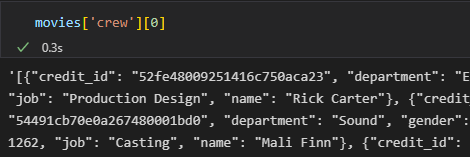 movies['crew'][0]
0.3s
'[{"credit_id": "52fe48009251416c750aca23", "department": "E
"job": "Production Design", "name": "Rick Carter"}, {"credit
"54491cb70e0a267480001bd0", "department": "Sound", "gender":
1262, "job": "Casting", "name": "Mali Finn"}, {"credit_id":